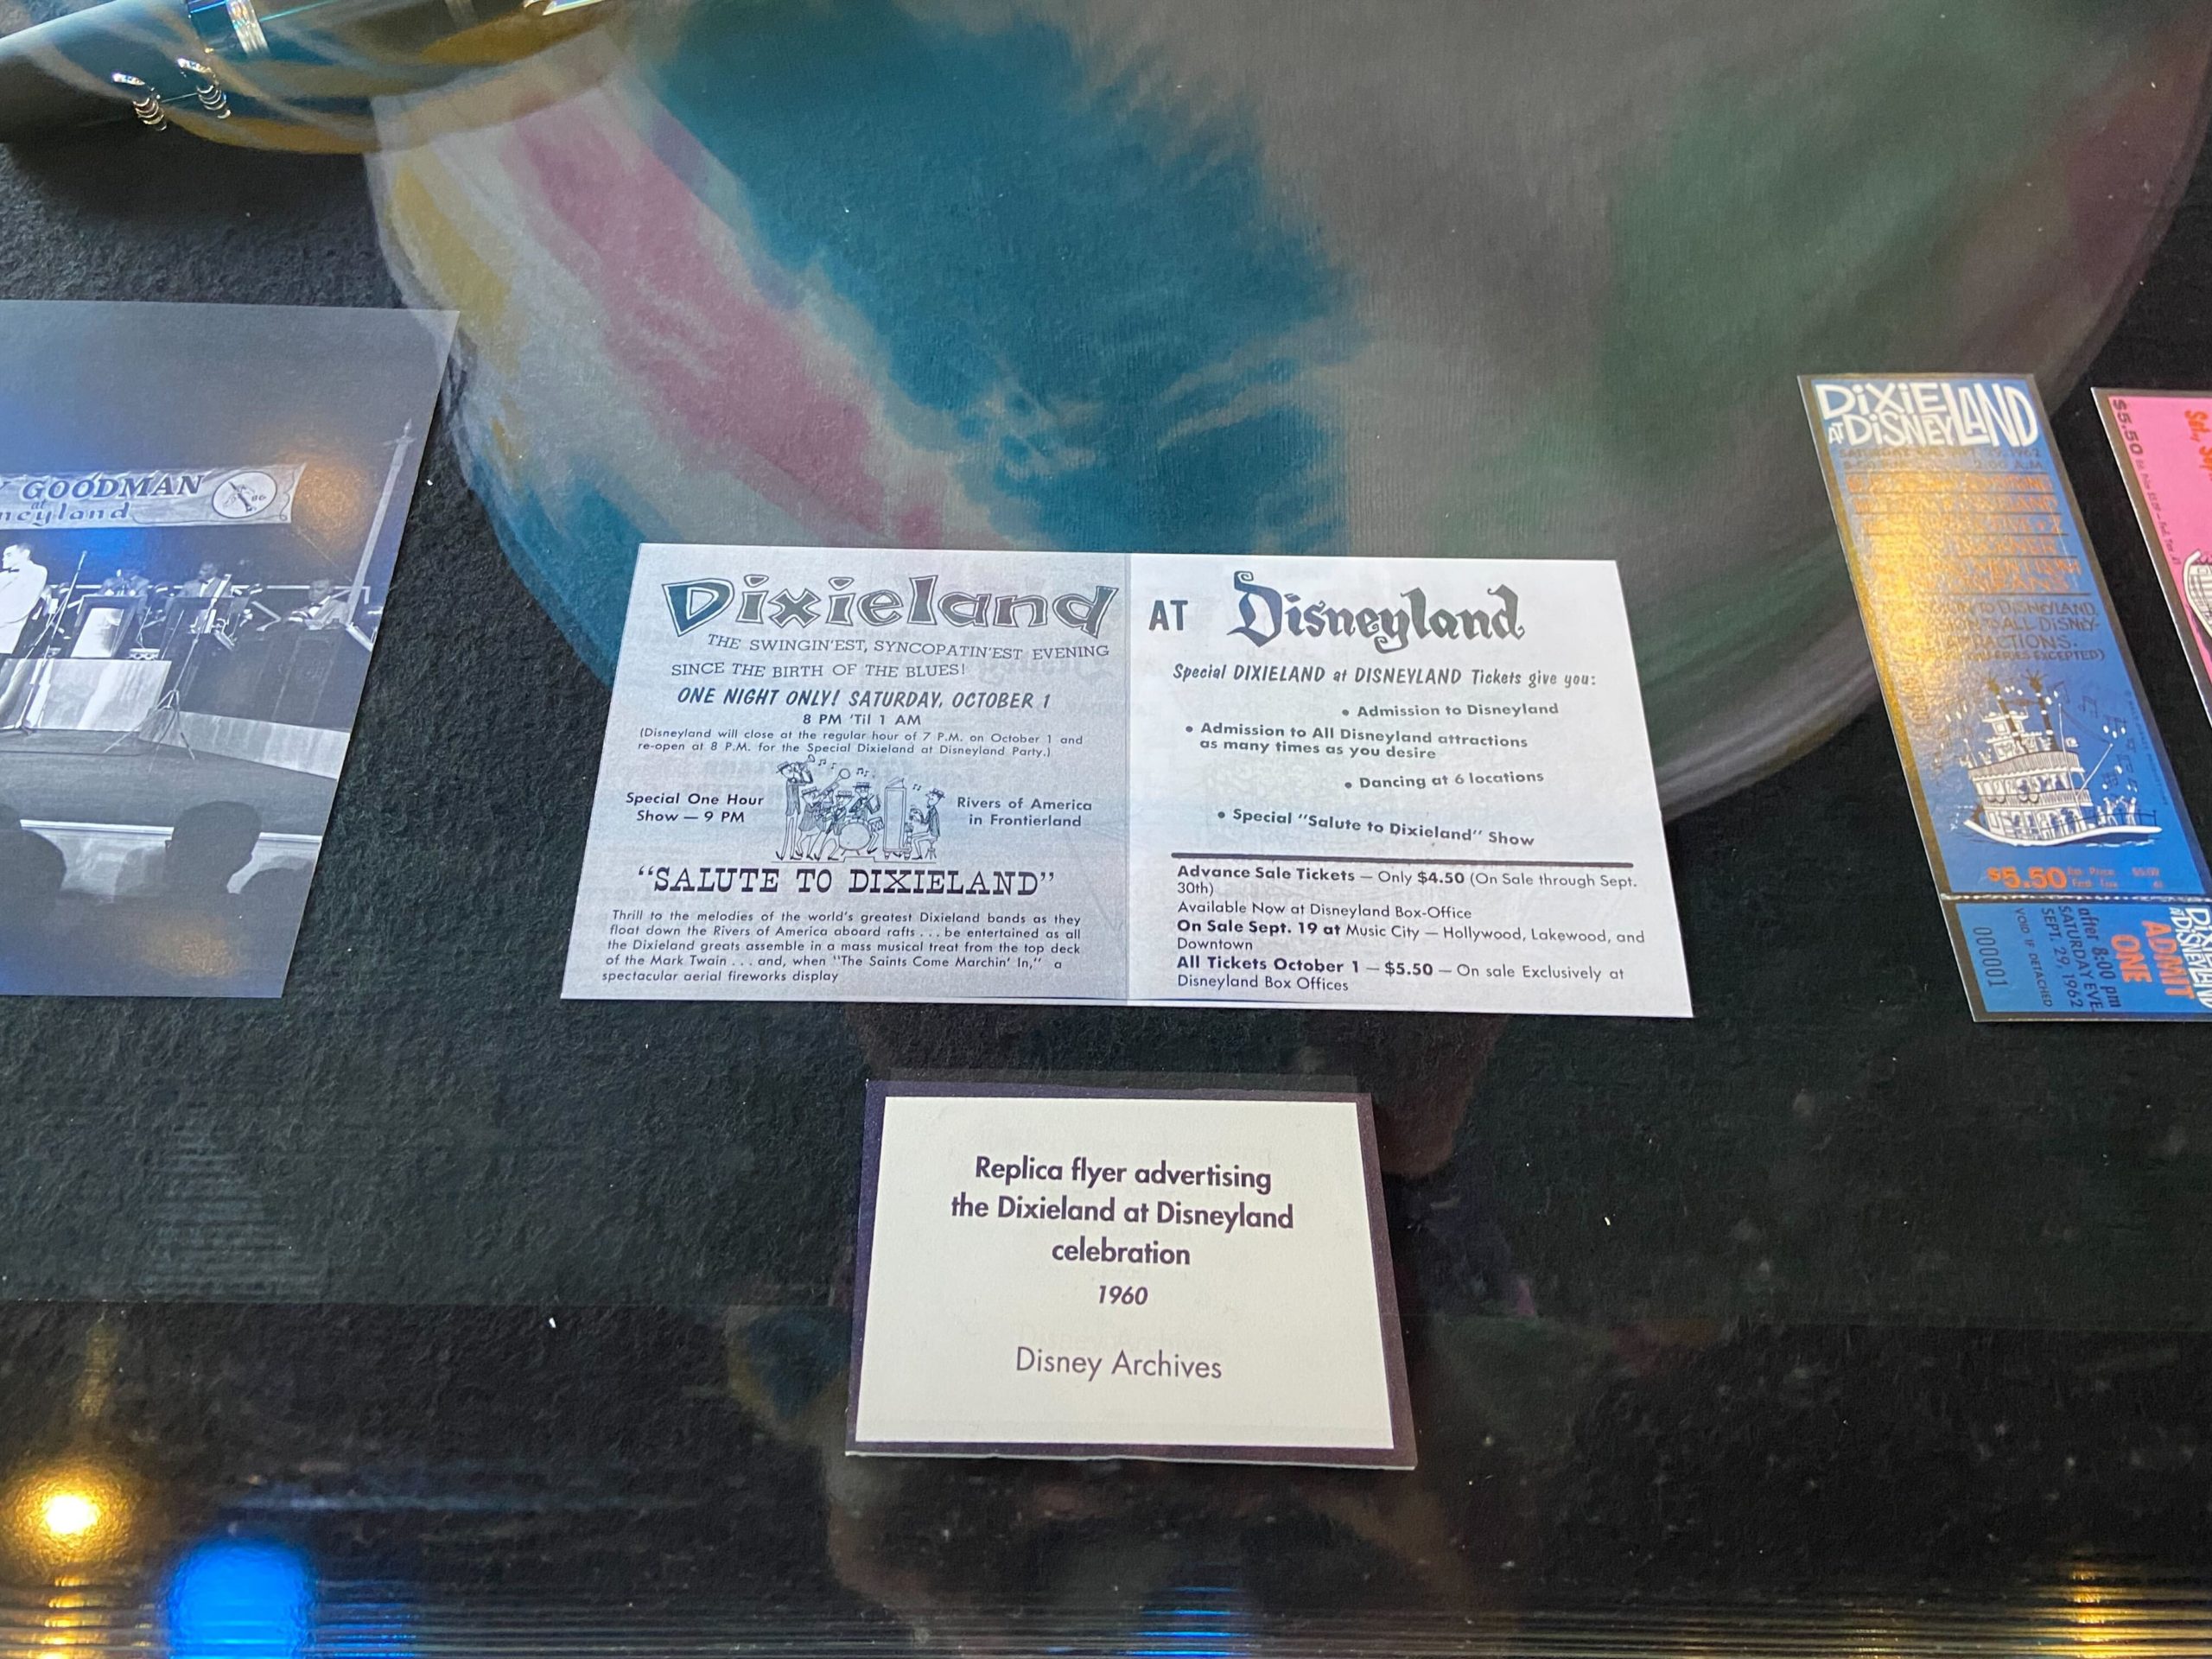 GOODMAN
at
neyland
Dixieland
THE SWINGIN'EST, SYNCOPATIN'EST EVENING
SINCE THE BIRTH OF THE BLUES!
ONE NIGHT ONLY! SATURDAY, OCTOBER 1
8 PM 'Til 1 AM
(Disneyland will close at the regular hour of 7 P.M. on October 1 and
re-open at 8 P.M. for the Special Dixieland at Disneyland Party.)
Special One Hour
Show — 9 PM
Rivers of America
in Frontierland
"SALUTE TO DIXIELAND"
Thrill to the melodies of the world's greatest Dixieland bands as they
float down the Rivers of America aboard rafts . . . be entertained as all
the Dixieland greats assemble in a mass musical treat from the top deck
of the Mark Twain . . . and, when "The Saints Come Marchin' In," a
spectacular aerial fireworks display
AT Disneyland
Special DIXIELAND at DISNEYLAND Tickets give you:
• Admission to Disneyland
• Admission to All Disneyland attractions
as many times as you desire
• Dancing at 6 locations
• Special "Salute to Dixieland" Show
Advance Sale Tickets — Only $4.50 (On Sale through Sept.
30th)
Available Now at Disneyland Box-Office
On Sale Sept. 19 at Music City — Hollywood, Lakewood, and
Downtown
All Tickets October 1 — $5.50 — On sale Exclusively at
Disneyland Box Offices
DIXIELAND
AT DISNEYLAND
TO DISNEYLAND,
ALL DISNEY-
ATTRACTIONS.
EXCEPTED)
$5.50
DIXIELAND
AT DISNEYLAND
ADMIT
ONE
after 8:00 pm
SATURDAY EVE.
SEPT. 29, 1962
VOID IF DETACHED
000001
$5.50
Replica flyer advertising
the Dixieland at Disneyland
celebration
1960
Disney Archives